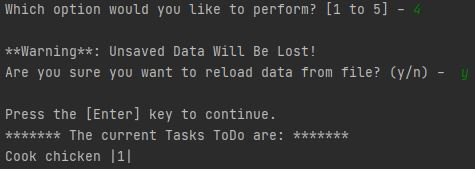 Which option would you like to perform? [1 to 5] - 4
**Warning**: Unsaved Data Will Be Lost!
Are you sure you want to reload data from file? (y/n) -  y
Press the [Enter] key to continue.
******* The current Tasks ToDo are: *******
Cook chicken |1|